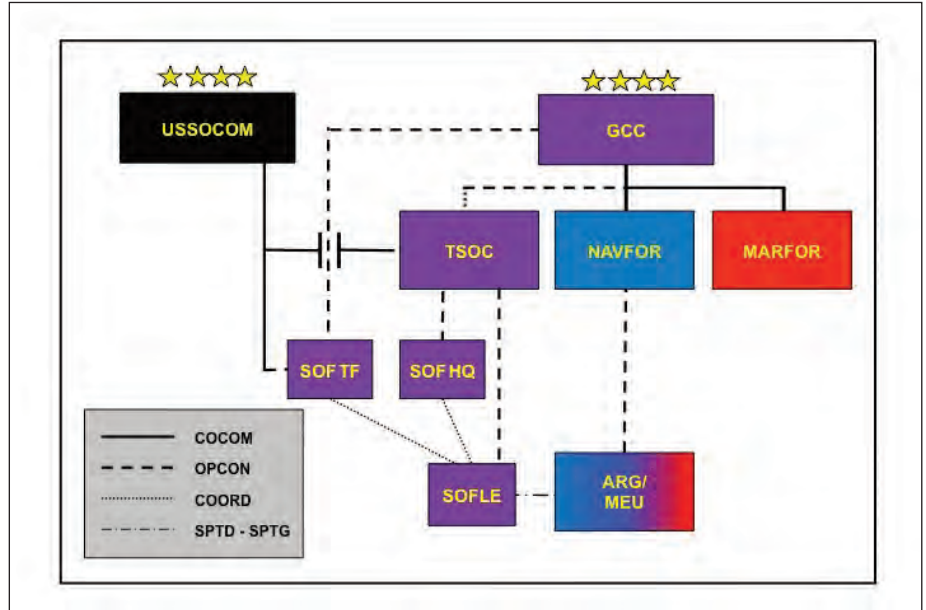 USSOCOM
GCC
TSOC
NAVFOR
MARFOR
SOF TF
SOF HQ
SOFLE
ARG/
MEU
COCOM
OPCON
COORD
SPTD - SPTG